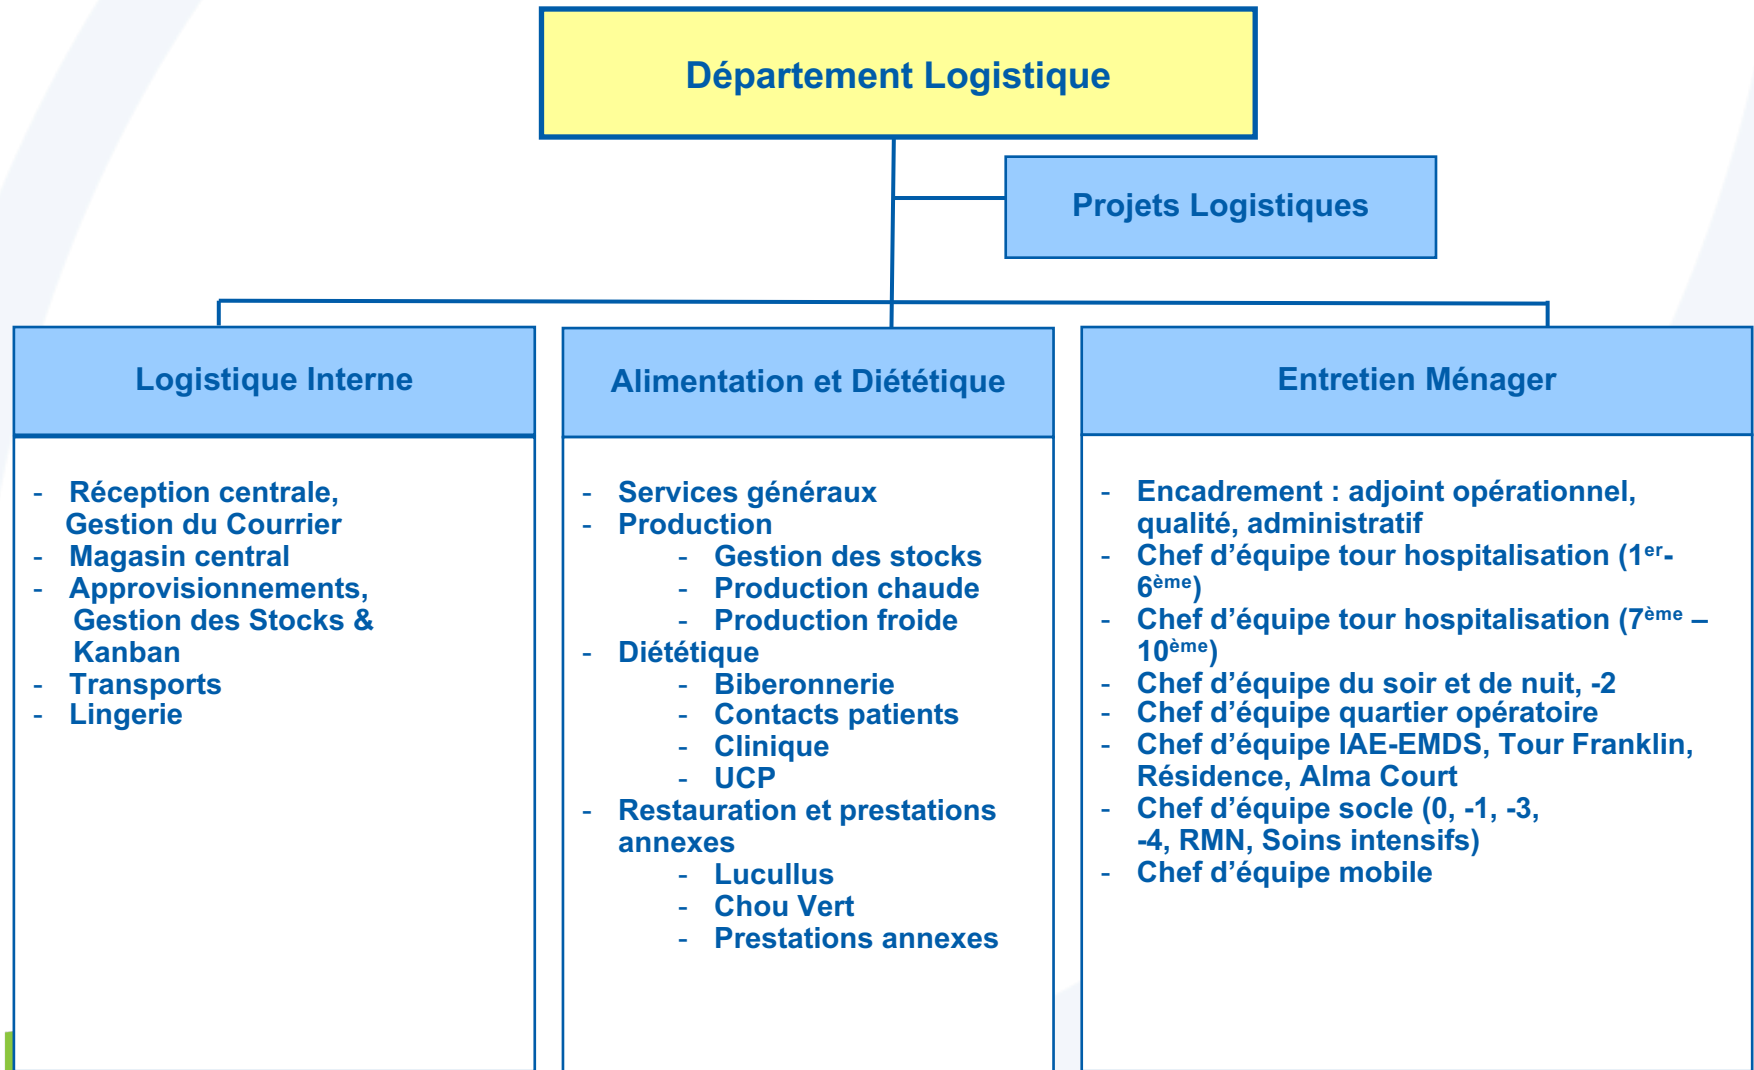 Département Logistique
Projets Logistiques
Logistique Interne
- Réception centrale,
Gestion du Courrier
- Magasin central
- Approvisionnements,
Gestion des Stocks &
Kanban
- Transports
- Lingerie
Alimentation et Diététique
- Services généraux
- Production
- Gestion des stocks
- Production chaude
- Production froide
- Diététique
- Biberonnerie
- Contacts patients
- Clinique
- UCP
- Restauration et prestations
annexes
- Lucullus
- Chou Vert
- Prestations annexes
Entretien Ménager
- Encadrement : adjoint opérationnel,
qualité, administratif
- Chef d’équipe tour hospitalisation (1er-
6ème)
- Chef d’équipe tour hospitalisation (7ème –
10ème)
- Chef d’équipe du soir et de nuit, -2
- Chef d’équipe quartier opératoire
- Chef d’équipe IAE-EMDS, Tour Franklin,
Résidence, Alma Court
- Chef d’équipe socle (0, -1, -3,
-4, RMN, Soins intensifs)
- Chef d’équipe mobile